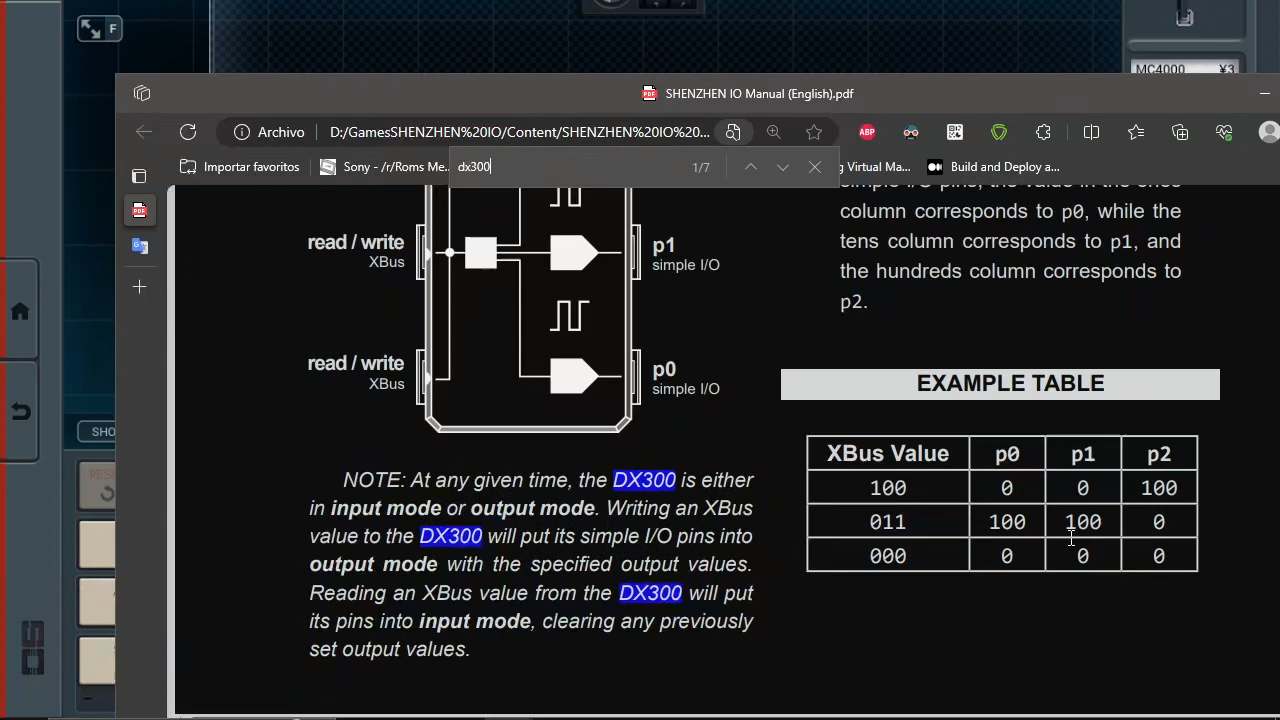 F
MC4000 ¥3
SHENZHEN IO Manual (English).pdf
Archivo D:/GamesSHENZHEN%20IO/Content/SHENZHEN%20IO%20...
ABP
Importar favoritos Sony - /r/Roms Me... dx300 1/7 Virtual Ma... Build and Deploy a...
read / write
XBus
p1
simple I/O
read / write
XBus
p0
simple I/O
simple I/O pins, the value in the ones
column corresponds to p0, while the
tens column corresponds to p1, and
the hundreds column corresponds to
p2.
NOTE: At any given time, the DX300 is either
in input mode or output mode. Writing an XBus
value to the DX300 will put its simple I/O pins into
output mode with the specified output values.
Reading an XBus value from the DX300 will put
its pins into input mode, clearing any previously
set output values.
EXAMPLE TABLE
XBus Value p0 p1 p2
100 0 0 100
011 100 100 0
000 0 0 0
SHO
RESE